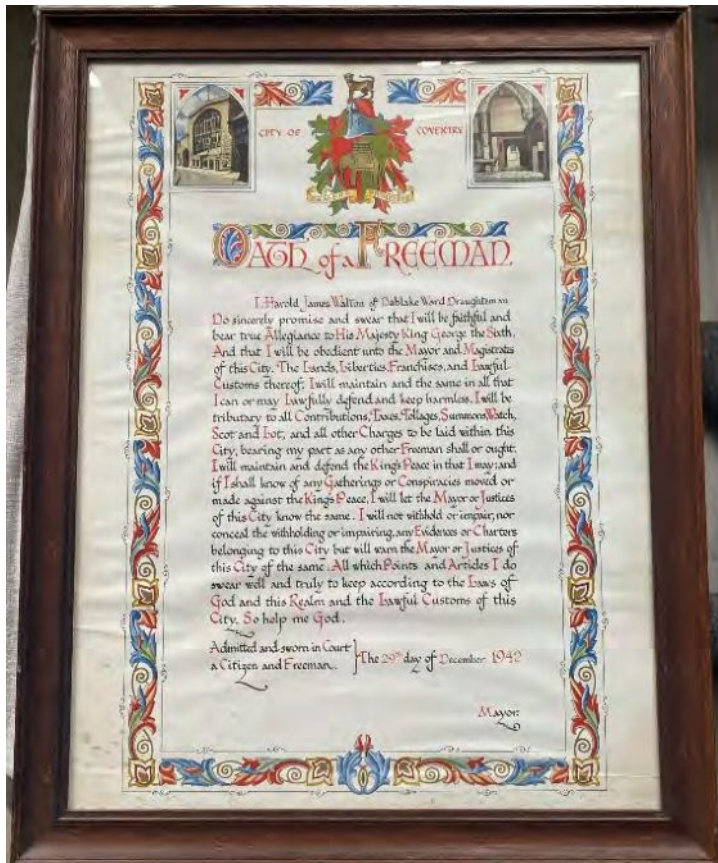 CITY OF COVENTRY
OATH of a FREEMAN
I, Harold James Walton of Bablake Ward Draughtsman
Do sincerely promise and swear that I will be faithful and
bear true Allegiance to His Majesty King George the Sixth.
And that I will be obedient unto the Mayor and Magistrates
of this City. The Lands, Liberties, Franchises, and Lawful
Customs thereof; I will maintain and the same in all that
I can or may Lawfully defend and keep harmless. I will be
tributary to all Contributions, Taxes, Tollages, Summons, Watch,
Scot and Lot, and all other Charges to be laid within this
City, bearing my part as any other Freeman shall or ought.
I will maintain and defend the King's Peace in that I may; and
if I shall know of any Gatherings or Conspiracies moved or
made against the King's Peace, I will let the Mayor or Justices
of this City know the same. I will not withhold or impair, nor
conceal the withholding or impairing, any Evidences or Charters
belonging to this City but will warn the Mayor or Justices of
this City of the same. All which Points and Articles I do
swear well and truly to keep according to the Laws of
God and this Realm and the Lawful Customs of this
City. So help me God.
Admitted and sworn in Court
a Citizen and Freeman.
The 29th day of December 1942
Mayor